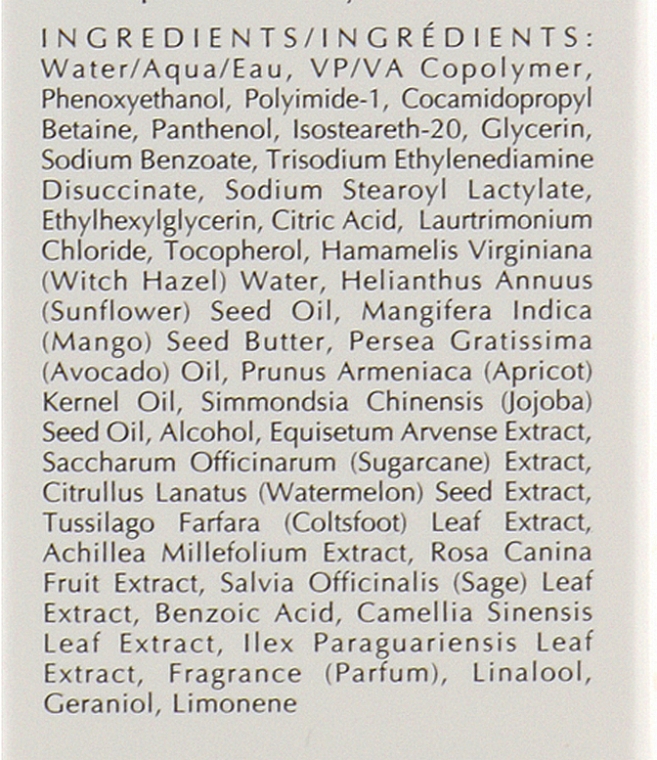 INGREDIENTS/INGRÉDIENTS:
Water/Aqua/Eau, VP/VA Copolymer,
Phenoxyethanol, Polyimide-1, Cocamidopropyl
Betaine, Panthenol, Isosteareth-20, Glycerin,
Sodium Benzoate, Trisodium Ethylenediamine
Disuccinate, Sodium Stearoyl Lactylate,
Ethylhexylglycerin, Citric Acid, Laurtrimonium
Chloride, Tocopherol, Hamamelis Virginiana
(Witch Hazel) Water, Helianthus Annuus
(Sunflower) Seed Oil, Mangifera Indica
(Mango) Seed Butter, Persea Gratissima
(Avocado) Oil, Prunus Armeniaca (Apricot)
Kernel Oil, Simmondsia Chinensis (Jojoba)
Seed Oil, Alcohol, Equisetum Arvense Extract,
Saccharum Officinarum (Sugarcane) Extract,
Citrullus Lanatus (Watermelon) Seed Extract,
Tussilago Farfara (Coltsfoot) Leaf Extract,
Achillea Millefolium Extract, Rosa Canina
Fruit Extract, Salvia Officinalis (Sage) Leaf
Extract, Benzoic Acid, Camellia Sinensis
Leaf Extract, Ilex Paraguariensis Leaf
Extract, Fragrance (Parfum), Linalool,
Geraniol, Limonene